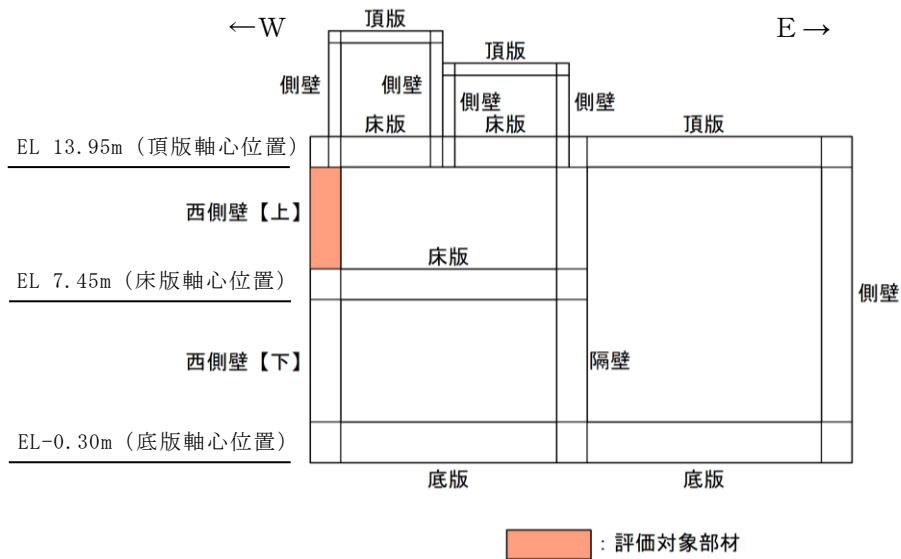 ←W
E→
頂版
頂版
側壁
側壁
側壁
側壁
床版
床版
頂版
EL 13.95m（頂版軸心位置）
西側壁【上】
床版
EL 7.45m（床版軸心位置）
側壁
西側壁【下】
隔壁
EL-0.30m（底版軸心位置）
底版
底版
：評価対象部材